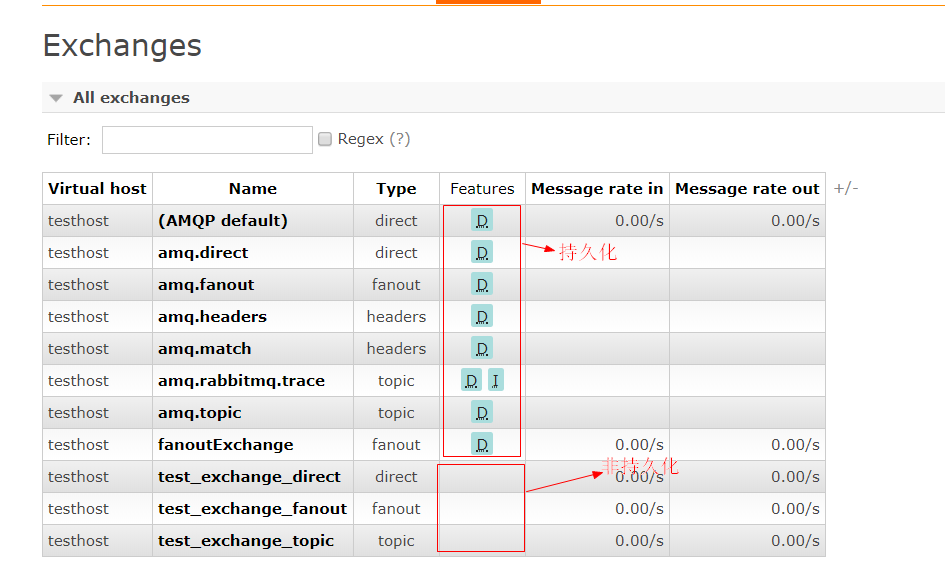 Exchanges
All exchanges
Filter: Regex (?)
Virtual host Name Type Features Message rate in Message rate out +/-
testhost (AMQP default) direct D 0.00/s 0.00/s
testhost amq.direct direct D 持久化
testhost amq.fanout fanout D
testhost amq.headers headers D
testhost amq.match headers D
testhost amq.rabbitmq.trace topic D I
testhost amq.topic topic D
testhost fanoutExchange fanout D 0.00/s 0.00/s
非持久化
testhost test_exchange_direct direct 0.00/s 0.00/s
testhost test_exchange_fanout fanout 0.00/s 0.00/s
testhost test_exchange_topic topic 0.00/s 0.00/s